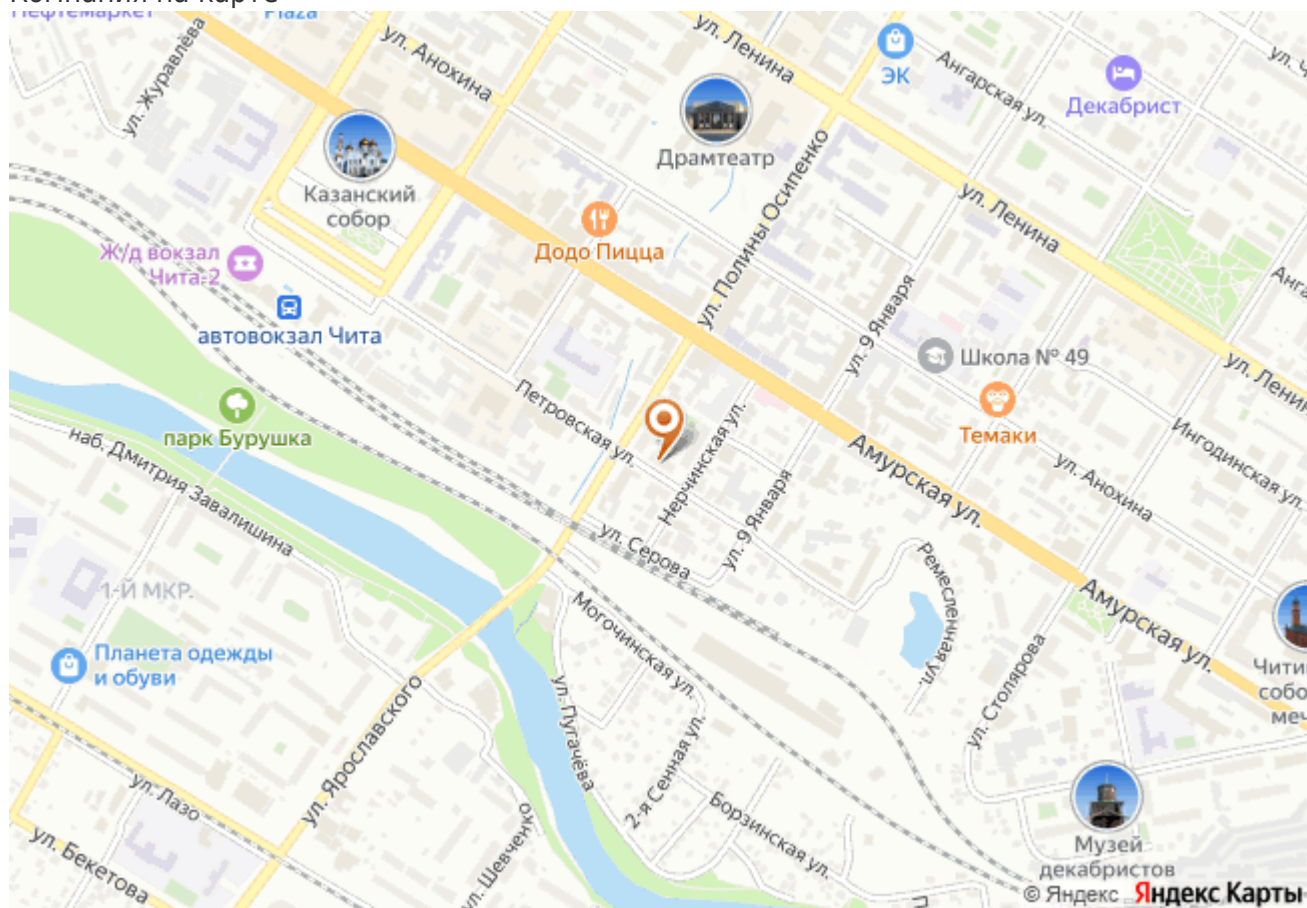 Компания на карте
Нефтемаркет
Plaza
ул. Журавлёва
ул. Анохина
ул. Ленина
ЭК
Ангарская ул.
Декабрист
Драмтеатр
Казанский
собор
ул. Полины Осипенко
ул. Ленина
Додо Пицца
Ж/д вокзал
Чита-2
автовокзал Чита
ул. 9 Января
Школа № 49
Темаки
Петровская ул.
Нерчинская ул.
парк Бурушка
наб. Дмитрия Завалишина
Амурская ул.
ул. Анохина
Ингодинская ул.
ул. 9 Января
ул. Серова
Ремесленная ул.
1-Й МКР.
Могочинская ул.
Амурская ул.
Планета одежды
и обуви
ул. Столярова
ул. Ярославского
ул. Пугачёва
2-я Сенная ул.
Борзинская ул.
ул. Лазо
ул. Бекетова
ул. Шевченко
Музей
декабристов
© Яндекс Яндекс Карты